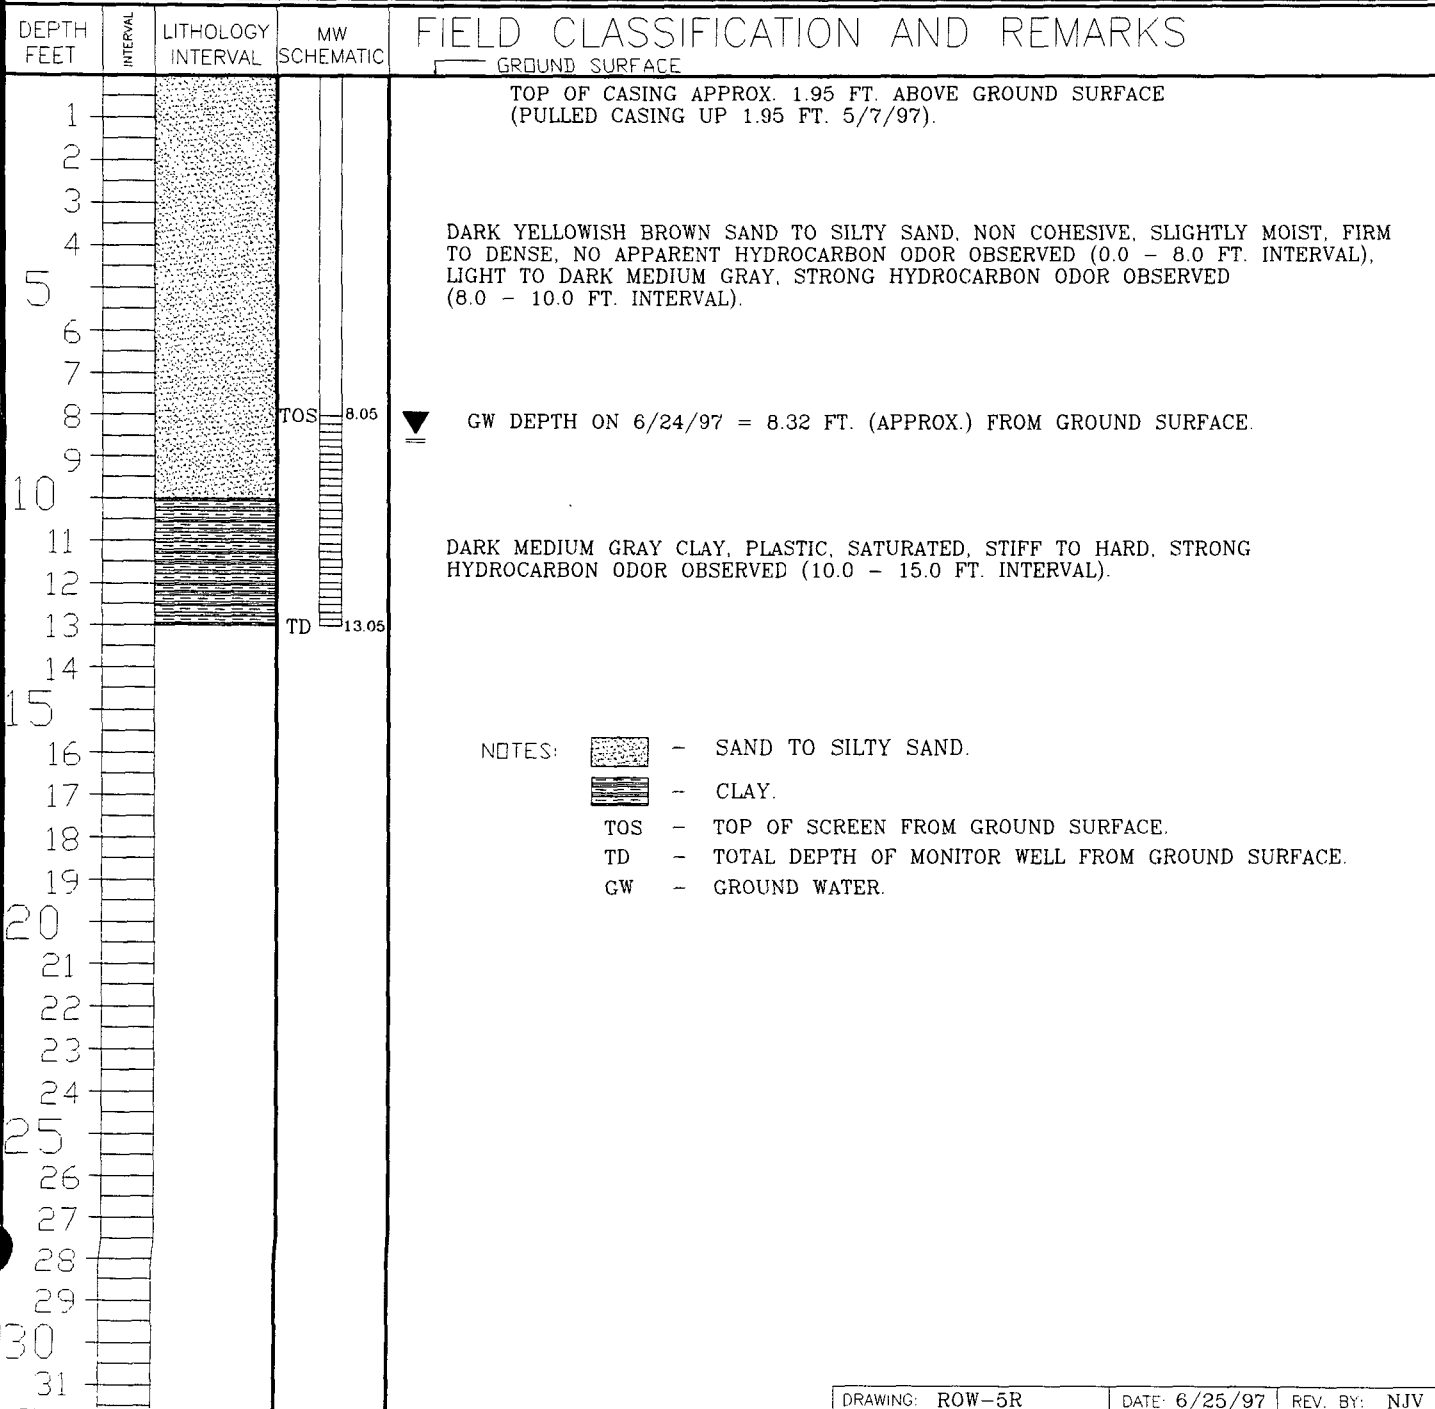 DEPTH FEET
INTERVAL
LITHOLOGY INTERVAL
MW SCHEMATIC
FIELD CLASSIFICATION AND REMARKS
GROUND SURFACE
TOP OF CASING APPROX. 1.95 FT. ABOVE GROUND SURFACE
(PULLED CASING UP 1.95 FT. 5/7/97).
1
2
3
4
DARK YELLOWISH BROWN SAND TO SILTY SAND, NON COHESIVE, SLIGHTLY MOIST, FIRM
TO DENSE, NO APPARENT HYDROCARBON ODOR OBSERVED (0.0 - 8.0 FT. INTERVAL),
LIGHT TO DARK MEDIUM GRAY, STRONG HYDROCARBON ODOR OBSERVED
(8.0 - 10.0 FT. INTERVAL).
5
6
7
8
TOS 8.05
GW DEPTH ON 6/24/97 = 8.32 FT. (APPROX.) FROM GROUND SURFACE.
9
10
11
DARK MEDIUM GRAY CLAY, PLASTIC, SATURATED, STIFF TO HARD, STRONG
HYDROCARBON ODOR OBSERVED (10.0 - 15.0 FT. INTERVAL).
12
13
TD 13.05
14
15
16
NOTES: - SAND TO SILTY SAND.
17
- CLAY.
18
TOS - TOP OF SCREEN FROM GROUND SURFACE.
TD - TOTAL DEPTH OF MONITOR WELL FROM GROUND SURFACE.
19
GW - GROUND WATER.
20
21
22
23
24
25
26
27
28
29
30
31
DRAWING: ROW-5R
DATE: 6/25/97
REV. BY: NJV